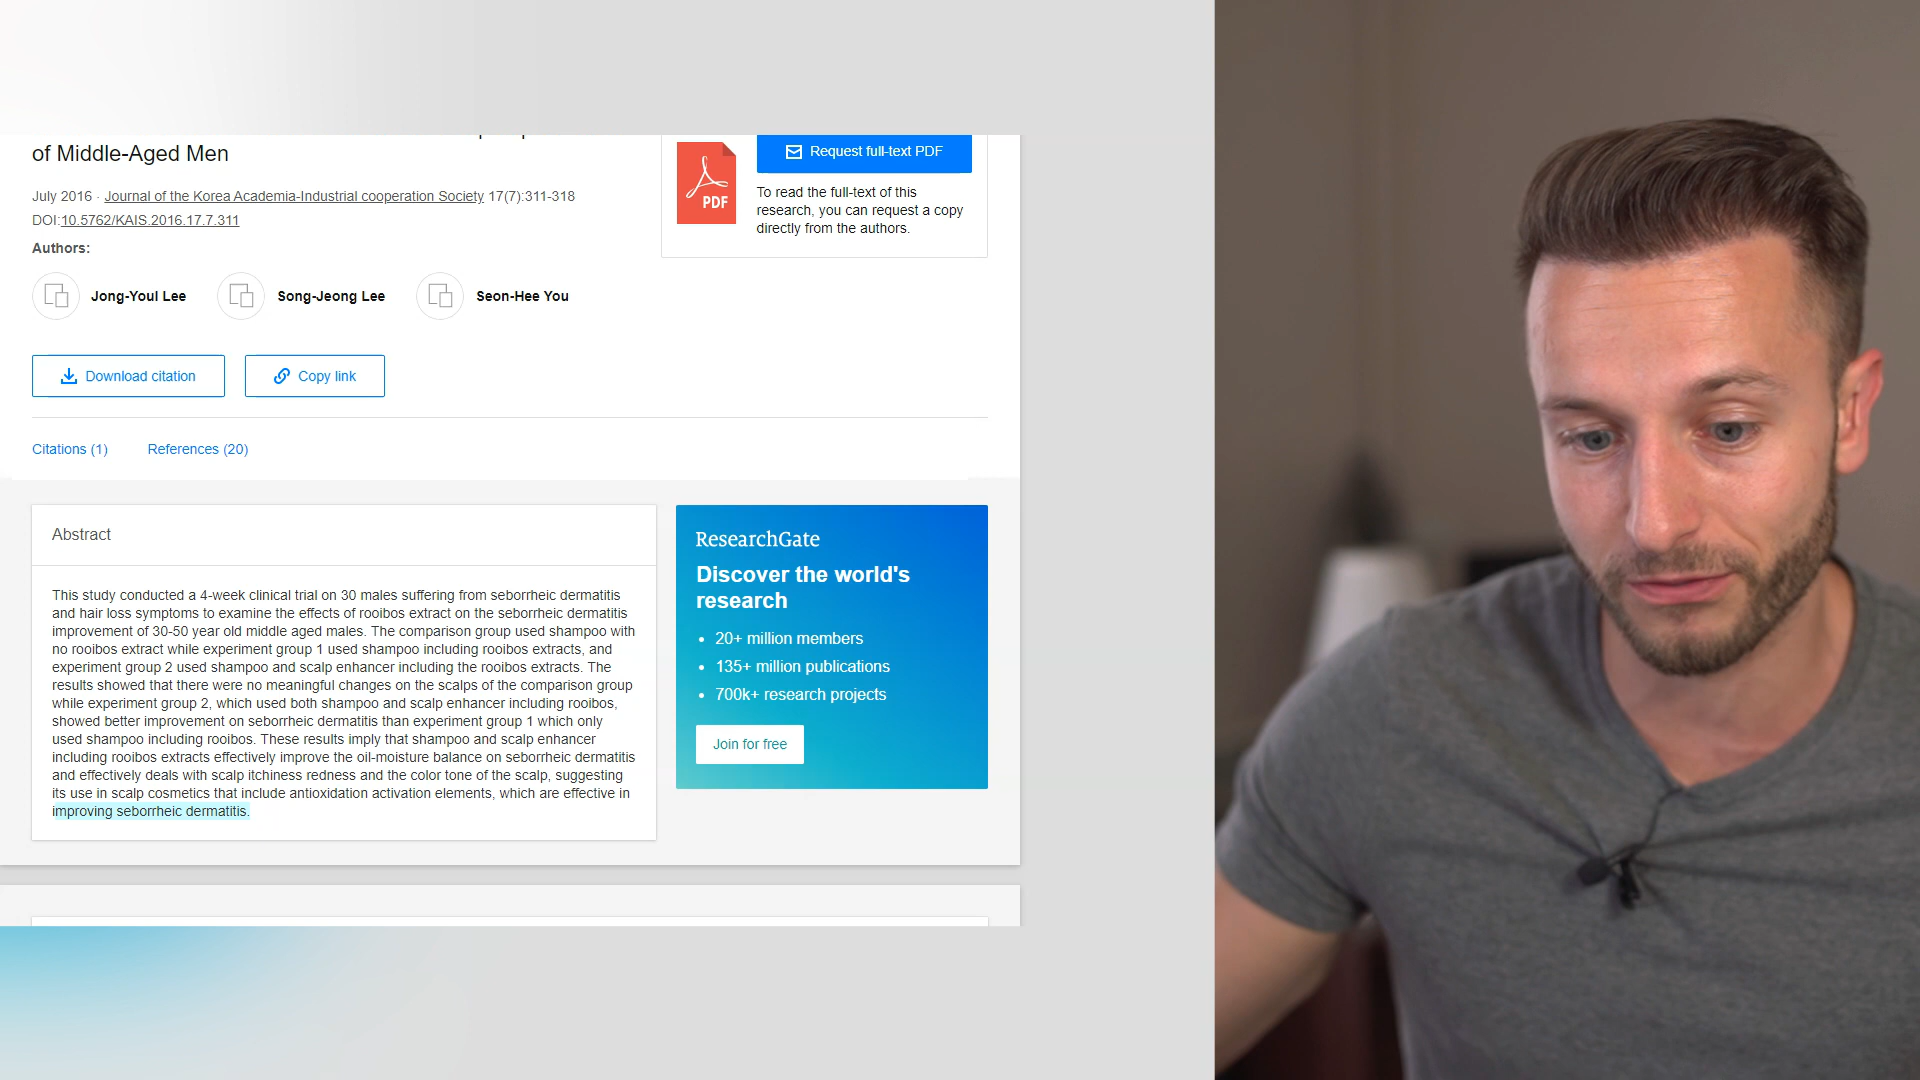 of Middle-Aged Men
July 2016 · Journal of the Korea Academia-Industrial cooperation Society 17(7):311-318
DOI:10.5762/KAIS.2016.17.7.311
Authors:
Jong-Youl Lee
Song-Jeong Lee
Seon-Hee You
Download citation
Copy link
PDF
Request full-text PDF
To read the full-text of this
research, you can request a copy
directly from the authors.
Citations (1)
References (20)
Abstract
This study conducted a 4-week clinical trial on 30 males suffering from seborrheic dermatitis
and hair loss symptoms to examine the effects of rooibos extract on the seborrheic dermatitis
improvement of 30-50 year old middle aged males. The comparison group used shampoo with
no rooibos extract while experiment group 1 used shampoo including rooibos extracts, and
experiment group 2 used shampoo and scalp enhancer including the rooibos extracts. The
results showed that there were no meaningful changes on the scalps of the comparison group
while experiment group 2, which used both shampoo and scalp enhancer including rooibos,
showed better improvement on seborrheic dermatitis than experiment group 1 which only
used shampoo including rooibos. These results imply that shampoo and scalp enhancer
including rooibos extracts effectively improve the oil-moisture balance on seborrheic dermatitis
and effectively deals with scalp itchiness redness and the color tone of the scalp, suggesting
its use in scalp cosmetics that include antioxidation activation elements, which are effective in
improving seborrheic dermatitis.
ResearchGate
Discover the world's
research
• 20+ million members
• 135+ million publications
• 700k+ research projects
Join for free